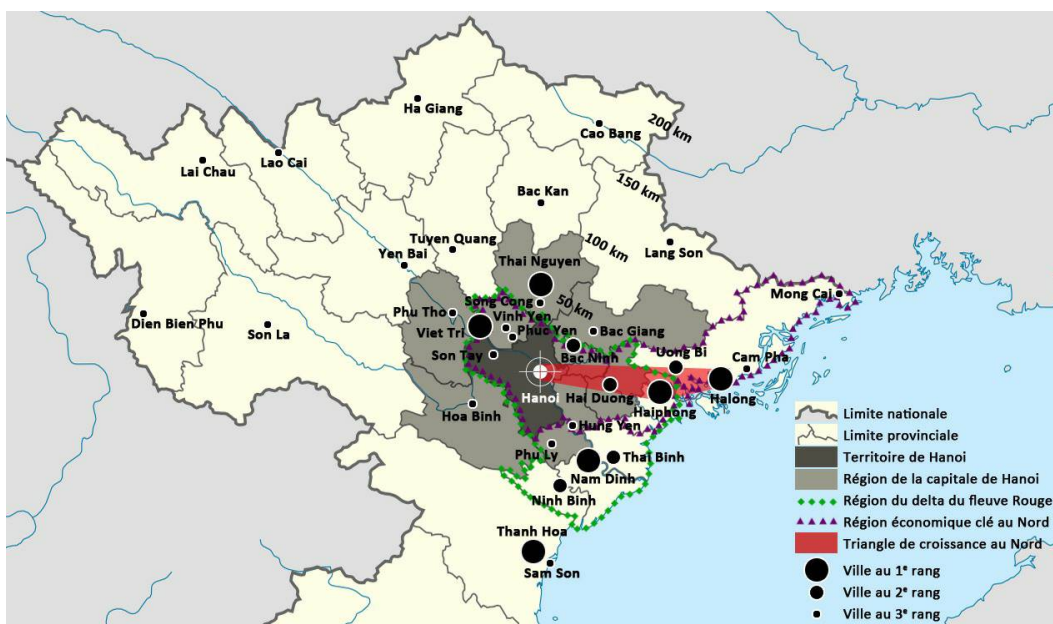 Ha Giang
Cao Bang
200 km
Lai Chau
Lao Cai
150 km
Bac Kan
Tuyen Quang
100 km
Lang Son
Yen Bai
Thai Nguyen
Mong Cai
Song Cong
50 km
Dien Bien Phu
Son La
Phu Tho
Vinh Yen
Viet Tri
Phuc Yen
Bac Giang
Son Tay
Bac Ninh
Uong Bi
Cam Pha
Hanoi
Hai Duong
Halong
Hoa Binh
Haiphong
Hung Yen
Phu Ly
Thai Binh
Nam Dinh
Ninh Binh
Thanh Hoa
Sam Son
Limite nationale
Limite provinciale
Territoire de Hanoi
Région de la capitale de Hanoi
Région du delta du fleuve Rouge
Région économique clé au Nord
Triangle de croissance au Nord
Ville au 1e rang
Ville au 2e rang
Ville au 3e rang